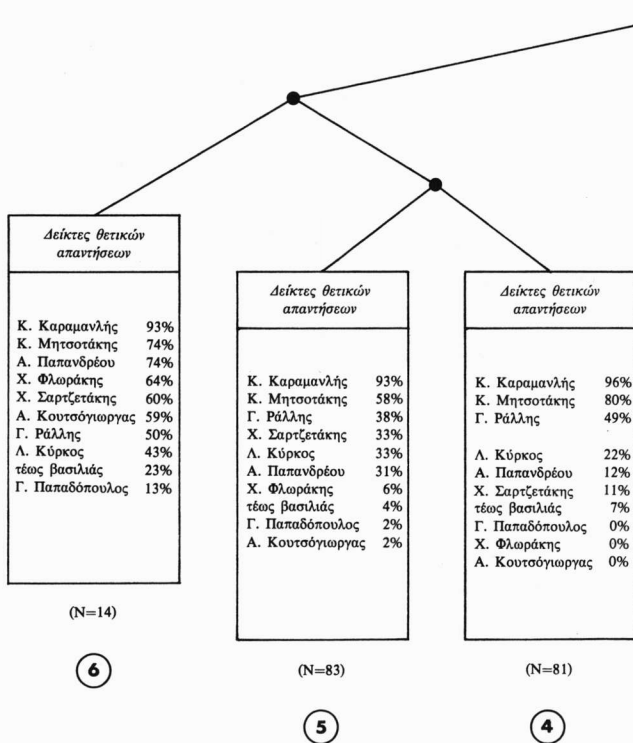 Δείκτες θετικών
απαντήσεων
Κ. Καραμανλής 93%
Κ. Μητσοτάκης 74%
Α. Παπανδρέου 74%
Χ. Φλωράκης 64%
Χ. Σαρτζετάκης 60%
Α. Κουτσόγιωργας 59%
Γ. Ράλλης 50%
Λ. Κύρκος 43%
τέως βασιλιάς 23%
Γ. Παπαδόπουλος 13%
(N=14)
6
Δείκτες θετικών
απαντήσεων
Κ. Καραμανλής 93%
Κ. Μητσοτάκης 58%
Γ. Ράλλης 38%
Χ. Σαρτζετάκης 33%
Λ. Κύρκος 33%
Α. Παπανδρέου 31%
Χ. Φλωράκης 6%
τέως βασιλιάς 4%
Γ. Παπαδόπουλος 2%
Α. Κουτσόγιωργας 2%
(N=83)
5
Δείκτες θετικών
απαντήσεων
Κ. Καραμανλής 96%
Κ. Μητσοτάκης 80%
Γ. Ράλλης 49%
Λ. Κύρκος 22%
Α. Παπανδρέου 12%
Χ. Σαρτζετάκης 11%
τέως βασιλιάς 7%
Γ. Παπαδόπουλος 0%
Χ. Φλωράκης 0%
Α. Κουτσόγιωργας 0%
(N=81)
4